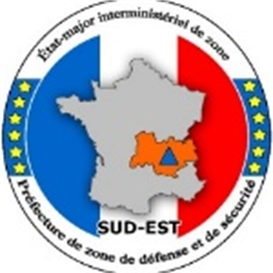 État-major interministériel de zone
SUD-EST
Préfecture de zone de défense et de sécurité